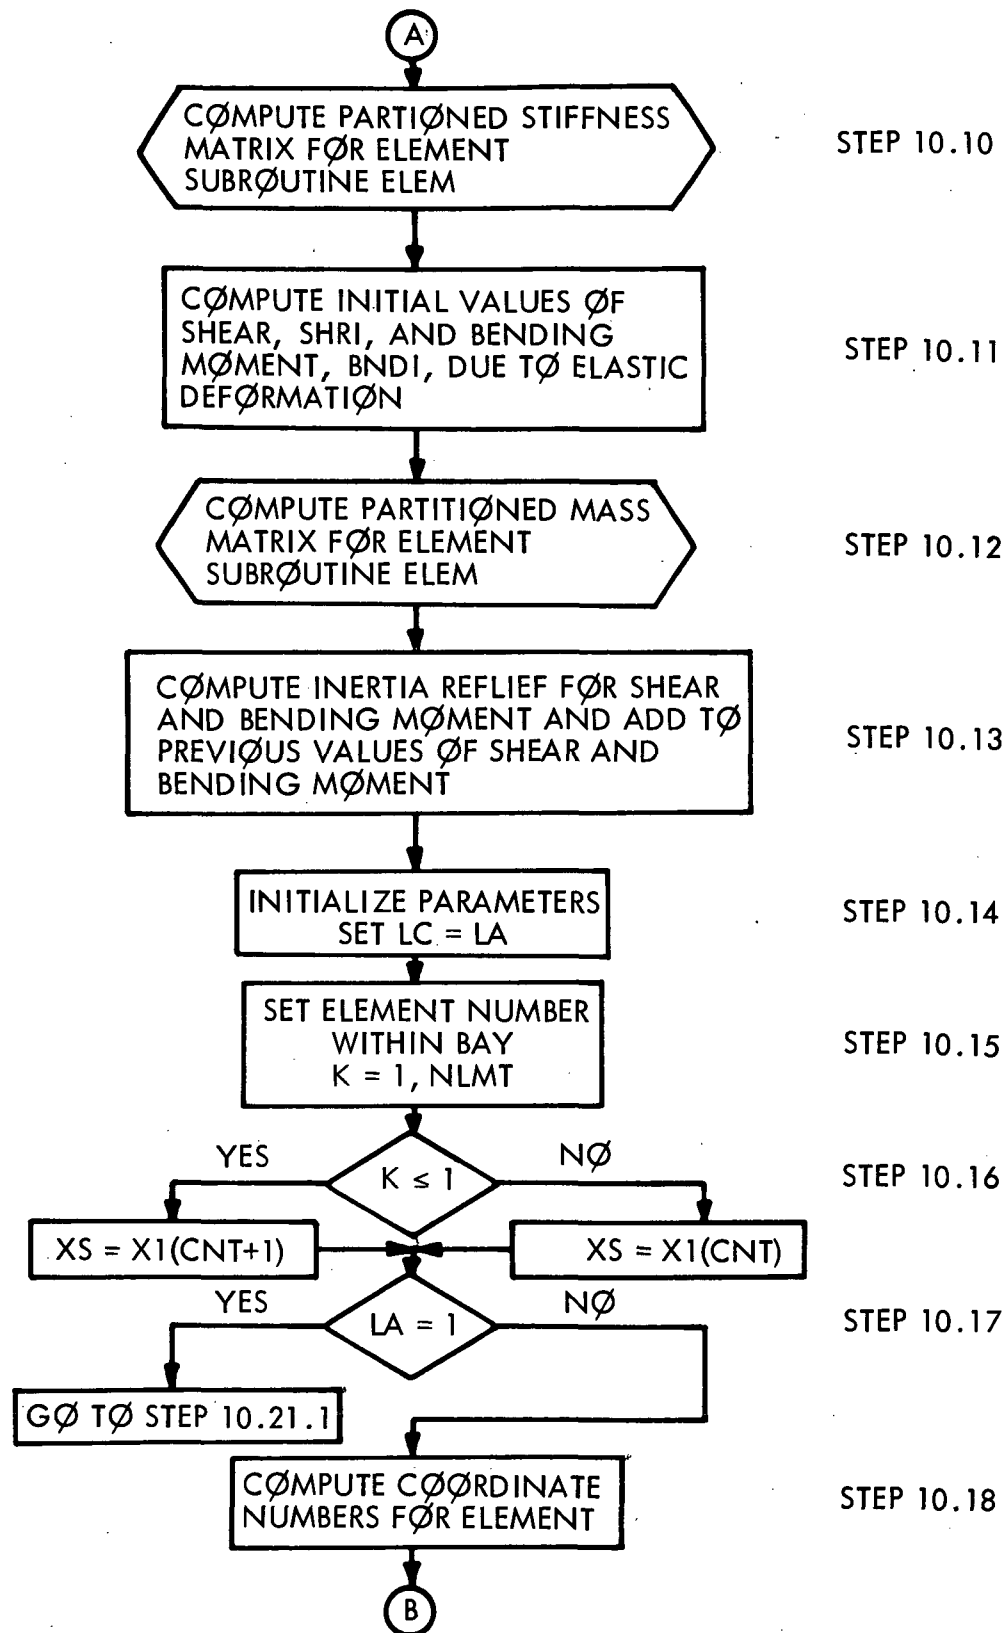 A
CØMPUTE PARTIØNED STIFFNESS
MATRIX FØR ELEMENT
SUBRØUTINE ELEM
STEP 10.10
CØMPUTE INITIAL VALUES ØF
SHEAR, SHRI, AND BENDING
MØMENT, BNDI, DUE TØ ELASTIC
DEFØRMATIØN
STEP 10.11
CØMPUTE PARTITIØNED MASS
MATRIX FØR ELEMENT
SUBRØUTINE ELEM
STEP 10.12
CØMPUTE INERTIA REFLIEF FØR SHEAR
AND BENDING MØMENT AND ADD TØ
PREVIØUS VALUES ØF SHEAR AND
BENDING MØMENT
STEP 10.13
INITIALIZE PARAMETERS
SET LC = LA
STEP 10.14
SET ELEMENT NUMBER
WITHIN BAY
K = 1, NLMT
STEP 10.15
YES
K ≤ 1
NØ
STEP 10.16
XS = X1(CNT+1)
XS = X1(CNT)
YES
LA = 1
NØ
STEP 10.17
GØ TØ STEP 10.21.1
CØMPUTE CØØRDINATE
NUMBERS FØR ELEMENT
STEP 10.18
B